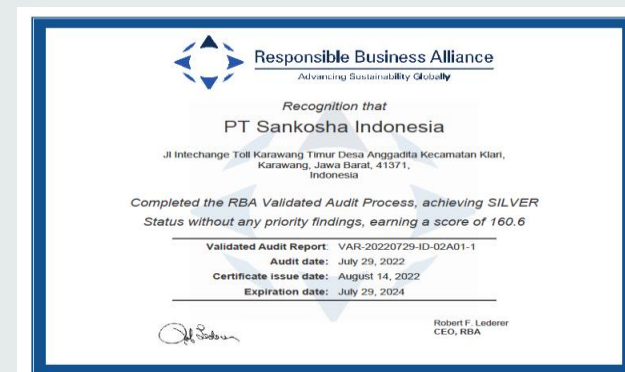 Responsible Business Alliance
Advancing Sustainability Globally
Recognition that
PT Sankosha Indonesia
Jl Intechange Toll Karawang Timur Desa Anggadita Kecamatan Klari,
Karawang, Jawa Barat, 41371,
Indonesia
Completed the RBA Validated Audit Process, achieving SILVER
Status without any priority findings, earning a score of 160.6
Validated Audit Report: VAR-20220729-ID-02A01-1
Audit date: July 29, 2022
Certificate issue date: August 14, 2022
Expiration date: July 29, 2024
Robert F. Lederer
CEO, RBA